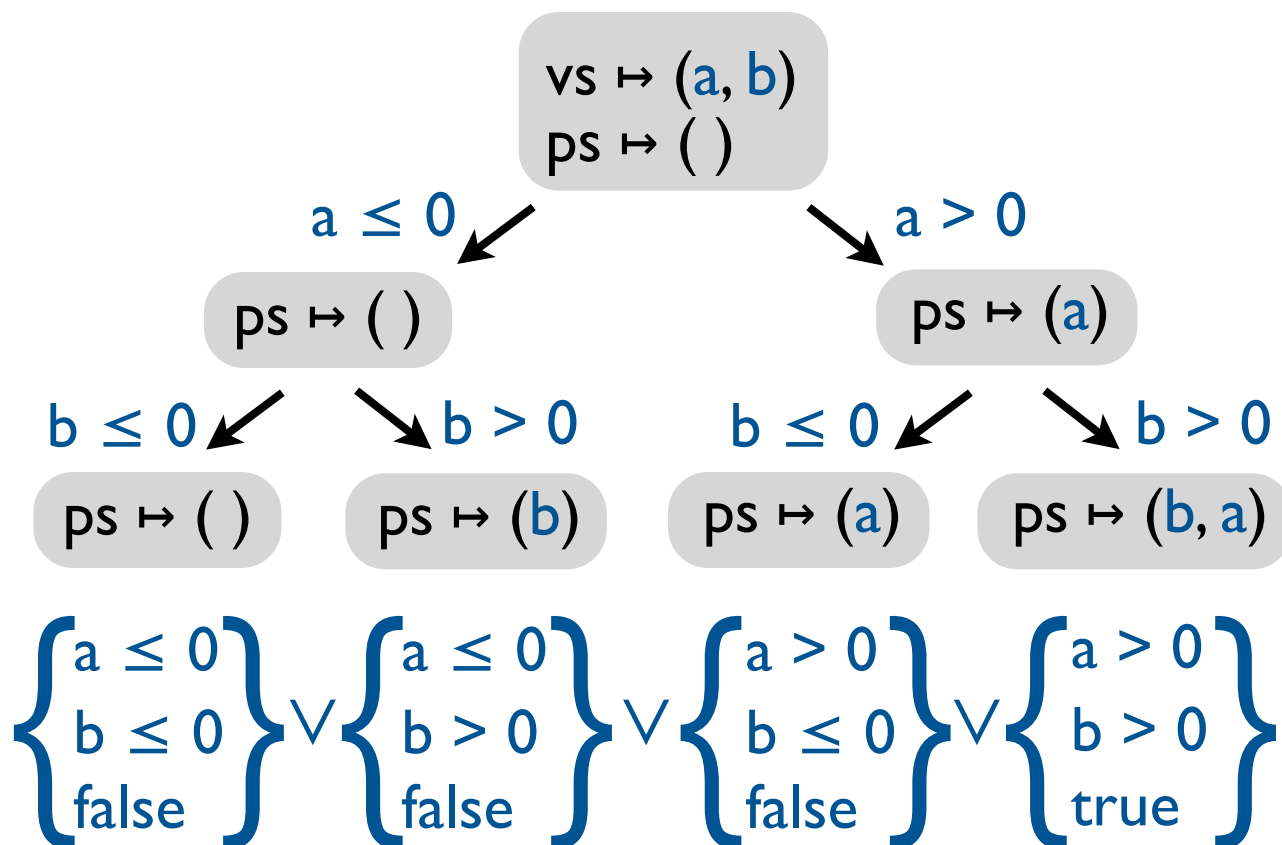 vs ↦ (a, b)
ps ↦ ( )
a ≤ 0
a > 0
ps ↦ ( )
ps ↦ (a)
b ≤ 0
b > 0
b ≤ 0
b > 0
ps ↦ ( )
ps ↦ (b)
ps ↦ (a)
ps ↦ (b, a)
{ a ≤ 0
b ≤ 0
false }
∨
{ a ≤ 0
b > 0
false }
∨
{ a > 0
b ≤ 0
false }
∨
{ a > 0
b > 0
true }